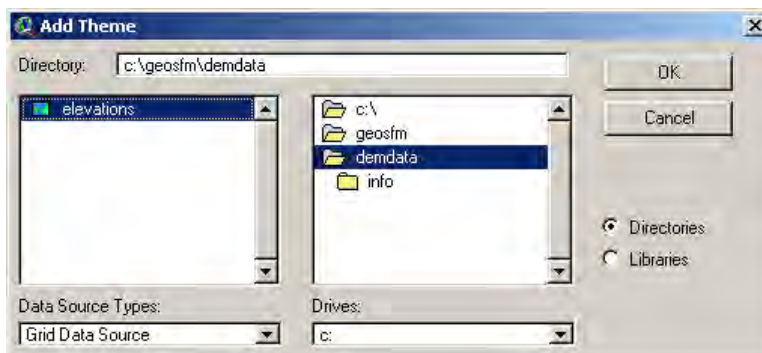 Add Theme
Directory: c:\geosfm\demdata
OK
elevations
c:\
Cancel
geosfm
demdata
info
Directories
Libraries
Data Source Types:
Drives:
Grid Data Source
c: